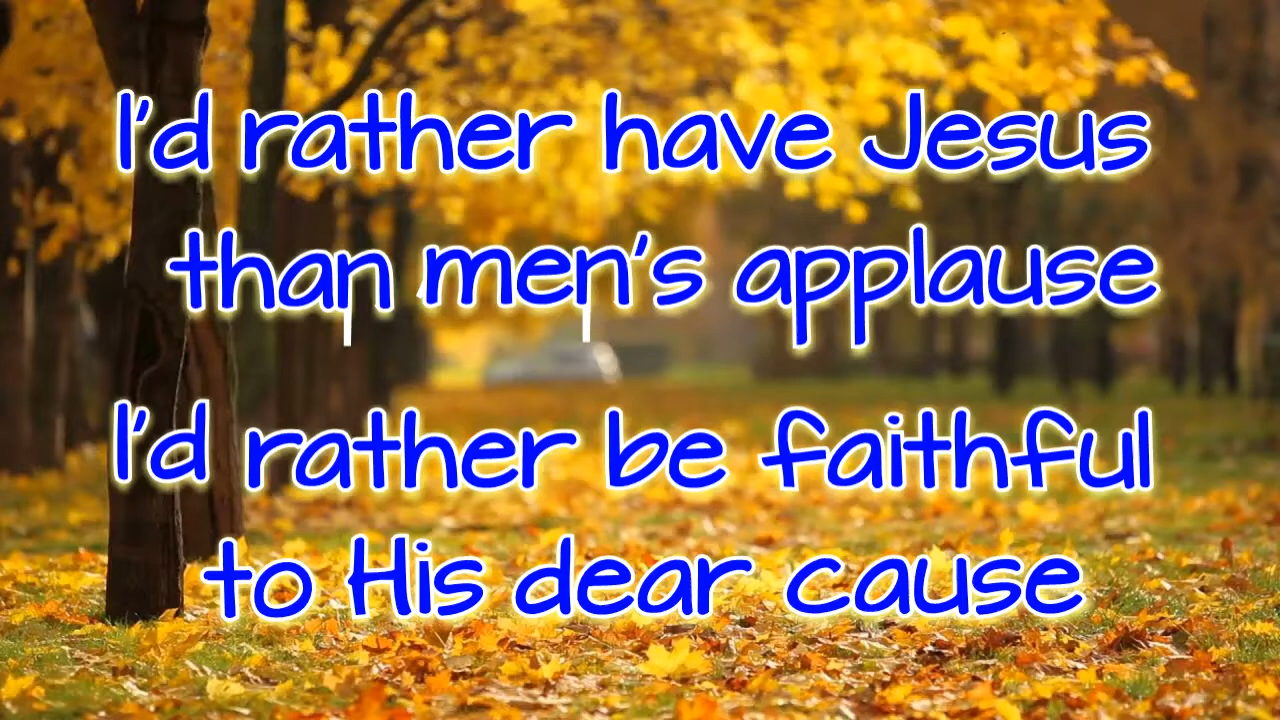 I'd rather have Jesus
than men's applause
I'd rather be faithful
to His dear cause